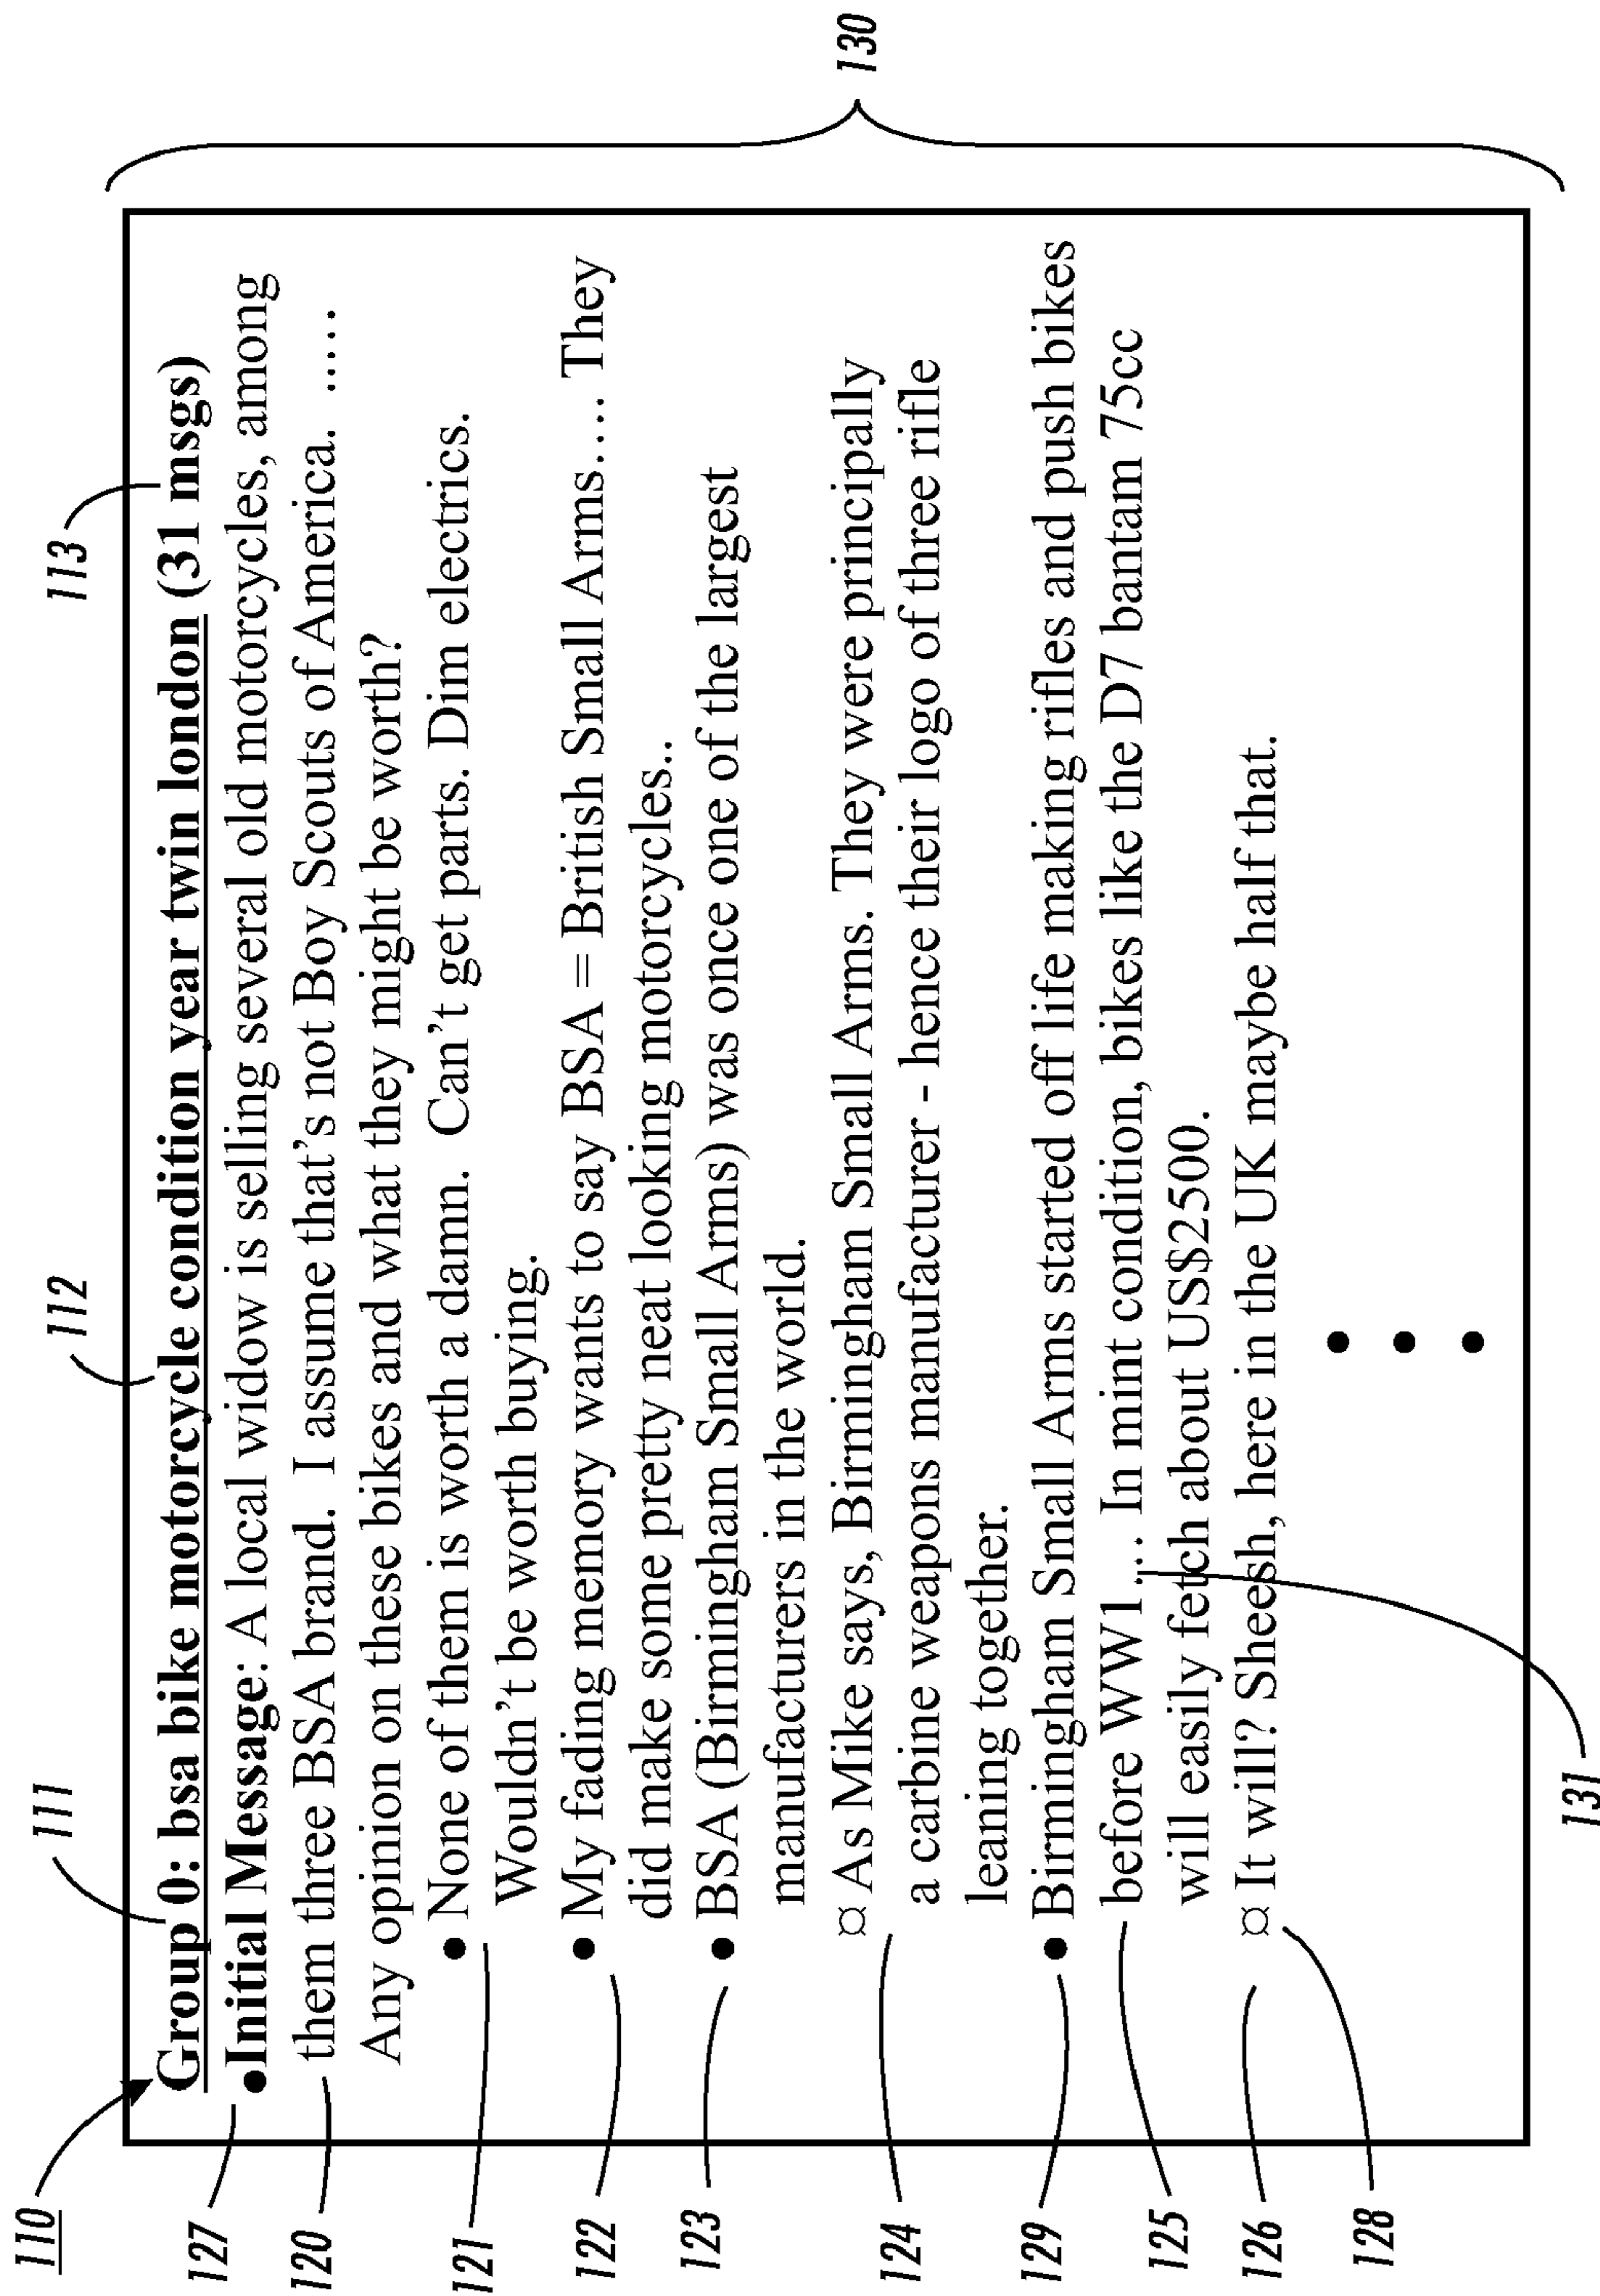 110
111
112
113
Group 0: bsa bike motorcycle condition year twin london (31 msgs)
127
●Initial Message: A local widow is selling several old motorcycles, among
120
them three BSA brand. I assume that's not Boy Scouts of America. .....
Any opinion on these bikes and what they might be worth?
121
● None of them is worth a damn. Can't get parts. Dim electrics.
Wouldn't be worth buying.
122
● My fading memory wants to say BSA = British Small Arms.... They
did make some pretty neat looking motorcycles..
123
● BSA (Birmingham Small Arms) was once one of the largest
manufacturers in the world.
124
¤ As Mike says, Birmingham Small Arms. They were principally
a carbine weapons manufacturer - hence their logo of three rifle
leaning together.
129
● Birmingham Small Arms started off life making rifles and push bikes
125
before WW1... In mint condition, bikes like the D7 bantam 75cc
will easily fetch about US$2500.
126
¤ It will? Sheesh, here in the UK maybe half that.
128
130
131